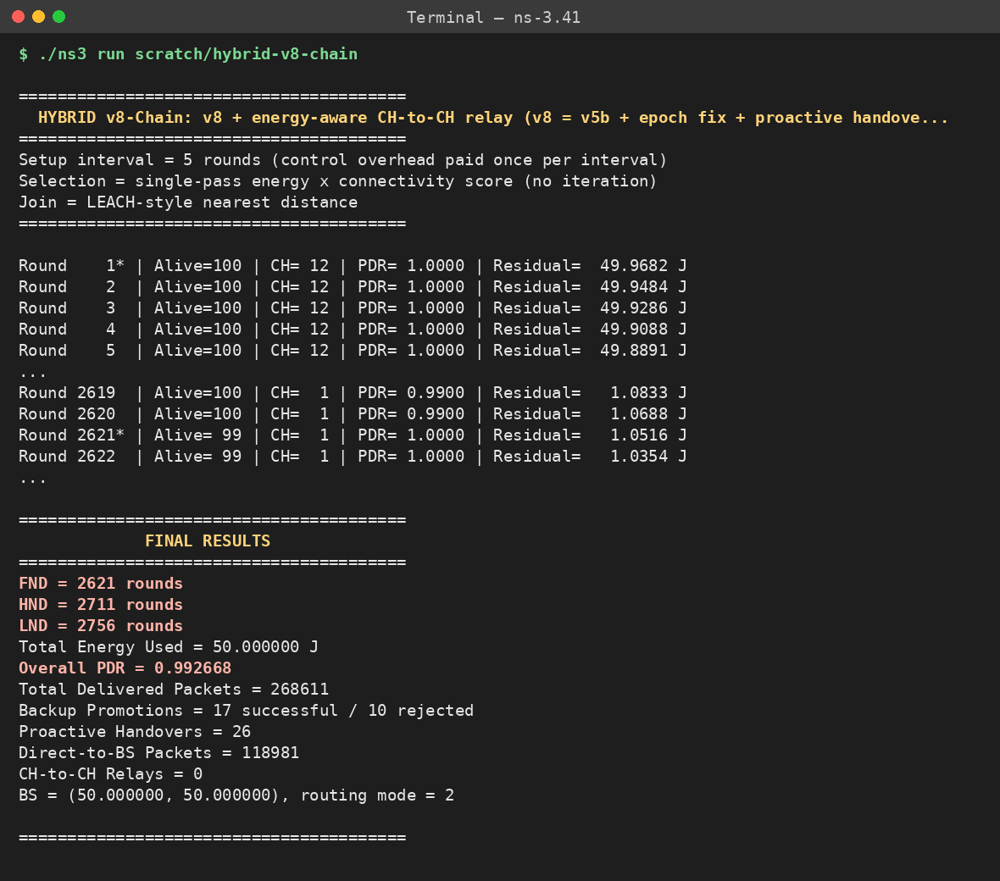 Terminal — ns-3.41
$ ./ns3 run scratch/hybrid-v8-chain
========================================
HYBRID v8-Chain: v8 + energy-aware CH-to-CH relay (v8 = v5b + epoch fix + proactive handove...
========================================
Setup interval = 5 rounds (control overhead paid once per interval)
Selection = single-pass energy x connectivity score (no iteration)
Join = LEACH-style nearest distance
========================================
Round    1* | Alive=100 | CH= 12 | PDR= 1.0000 | Residual=  49.9682 J
Round    2  | Alive=100 | CH= 12 | PDR= 1.0000 | Residual=  49.9484 J
Round    3  | Alive=100 | CH= 12 | PDR= 1.0000 | Residual=  49.9286 J
Round    4  | Alive=100 | CH= 12 | PDR= 1.0000 | Residual=  49.9088 J
Round    5  | Alive=100 | CH= 12 | PDR= 1.0000 | Residual=  49.8891 J
...
Round 2619  | Alive=100 | CH=  1 | PDR= 0.9900 | Residual=   1.0833 J
Round 2620  | Alive=100 | CH=  1 | PDR= 0.9900 | Residual=   1.0688 J
Round 2621* | Alive= 99 | CH=  1 | PDR= 1.0000 | Residual=   1.0516 J
Round 2622  | Alive= 99 | CH=  1 | PDR= 1.0000 | Residual=   1.0354 J
...
========================================
FINAL RESULTS
========================================
FND = 2621 rounds
HND = 2711 rounds
LND = 2756 rounds
Total Energy Used = 50.000000 J
Overall PDR = 0.992668
Total Delivered Packets = 268611
Backup Promotions = 17 successful / 10 rejected
Proactive Handovers = 26
Direct-to-BS Packets = 118981
CH-to-CH Relays = 0
BS = (50.000000, 50.000000), routing mode = 2
========================================